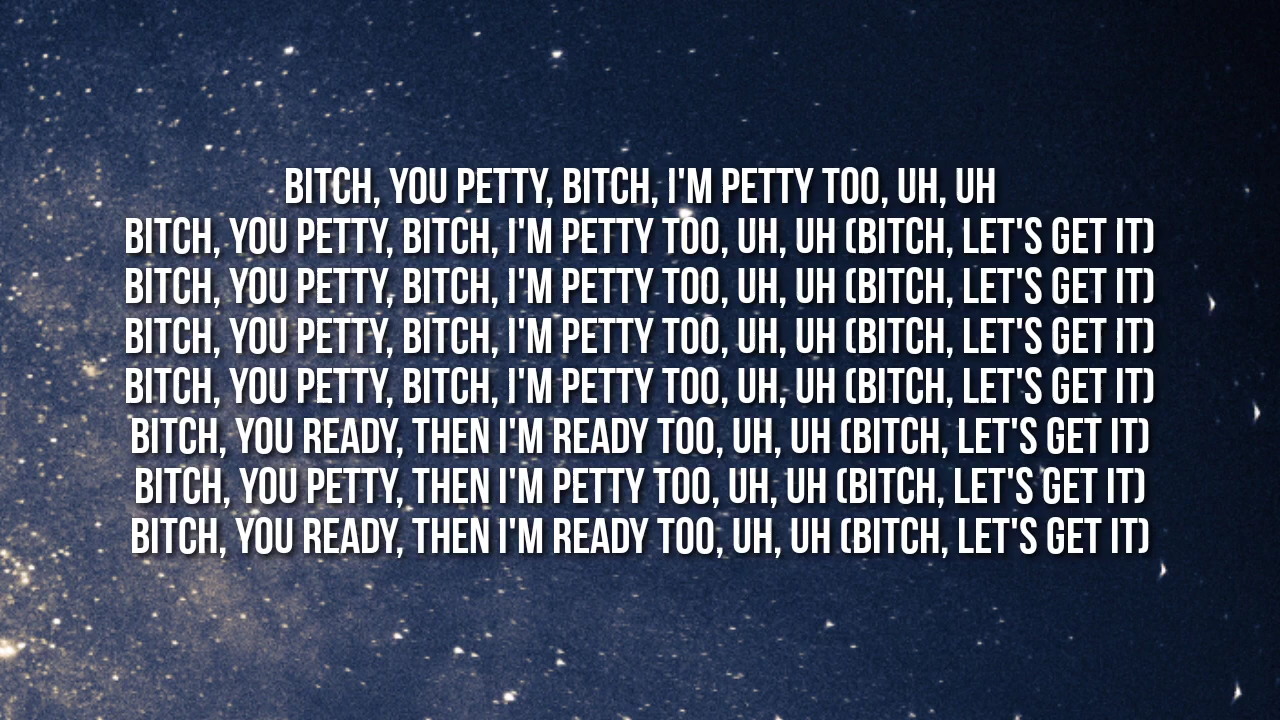 BITCH, YOU PETTY, BITCH, I'M PETTY TOO, UH, UH
BITCH, YOU PETTY, BITCH, I'M PETTY TOO, UH, UH (BITCH, LET'S GET IT)
BITCH, YOU PETTY, BITCH, I'M PETTY TOO, UH, UH (BITCH, LET'S GET IT)
BITCH, YOU PETTY, BITCH, I'M PETTY TOO, UH, UH (BITCH, LET'S GET IT)
BITCH, YOU PETTY, BITCH, I'M PETTY TOO, UH, UH (BITCH, LET'S GET IT)
BITCH, YOU READY, THEN I'M READY TOO, UH, UH (BITCH, LET'S GET IT)
BITCH, YOU PETTY, THEN I'M PETTY TOO, UH, UH (BITCH, LET'S GET IT)
BITCH, YOU READY, THEN I'M READY TOO, UH, UH (BITCH, LET'S GET IT)